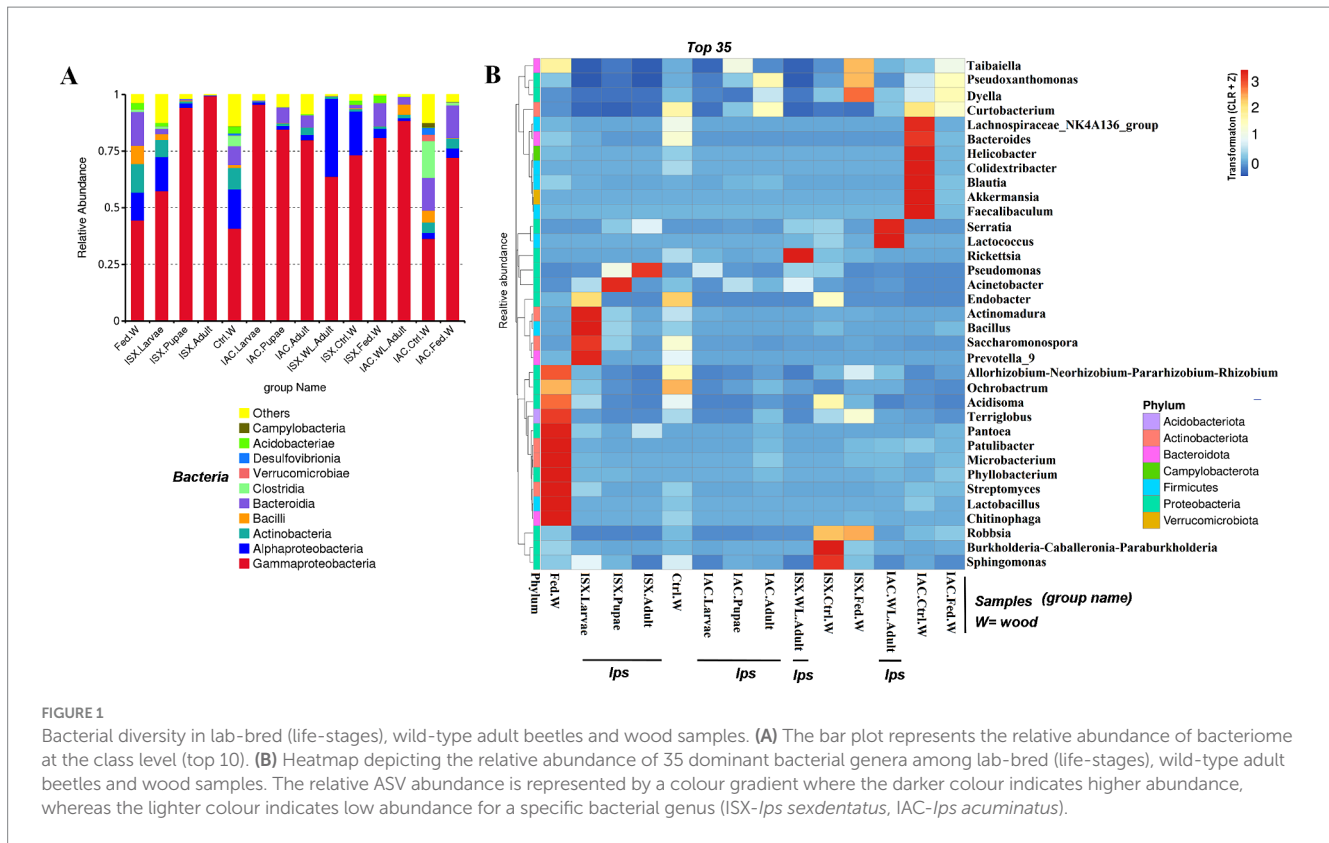 A
Relative Abundance
1
0.75
0.5
0.25
0
Fed.W
ISX.Larvae
ISX.Pupae
ISX.Adult
Ctrl.W
IAC.Larvae
IAC.Pupae
IAC.Adult
ISX.WL.Adult
ISX.Ctrl.W
ISX.Fed.W
IAC.WL.Adult
IAC.Ctrl.W
IAC.Fed.W
group Name
Bacteria
Others
Campylobacteria
Acidobacteriae
Desulfovibrionia
Verrucomicrobiae
Clostridia
Bacteroidia
Bacilli
Actinobacteria
Alphaproteobacteria
Gammaproteobacteria
Top 35
B
Realtive abundance
Taibaiella
Pseudoxanthomonas
Dyella
Curtobacterium
Lachnospiraceae_NK4A136_group
Bacteroides
Helicobacter
Colidextribacter
Blautia
Akkermansia
Faecalibaculum
Serratia
Lactococcus
Rickettsia
Pseudomonas
Acinetobacter
Endobacter
Actinomadura
Bacillus
Saccharomonospora
Prevotella_9
Allorhizobium-Neorhizobium-Pararhizobium-Rhizobium
Ochrobactrum
Acidisoma
Terriglobus
Pantoea
Patulibacter
Microbacterium
Phyllobacterium
Streptomyces
Lactobacillus
Chitinophaga
Robbsia
Burkholderia-Caballeronia-Paraburkholderia
Sphingomonas
Transformation (CLR + Z)
3
2
1
0
Phylum
Acidobacteriota
Actinobacteriota
Bacteroidota
Campylobacterota
Firmicutes
Proteobacteria
Verrucomicrobiota
Phylum
Fed.W
ISX.Larvae
ISX.Pupae
ISX.Adult
Ctrl.W
IAC.Larvae
IAC.Pupae
IAC.Adult
ISX.WL.Adult
ISX.Ctrl.W
ISX.Fed.W
IAC.WL.Adult
IAC.Ctrl.W
IAC.Fed.W
Samples (group name)
W= wood
Ips
Ips
Ips
Ips
FIGURE 1
Bacterial diversity in lab-bred (life-stages), wild-type adult beetles and wood samples. (A) The bar plot represents the relative abundance of bacteriome
at the class level (top 10). (B) Heatmap depicting the relative abundance of 35 dominant bacterial genera among lab-bred (life-stages), wild-type adult
beetles and wood samples. The relative ASV abundance is represented by a colour gradient where the darker colour indicates higher abundance,
whereas the lighter colour indicates low abundance for a specific bacterial genus (ISX-Ips sexdentatus, IAC-Ips acuminatus).